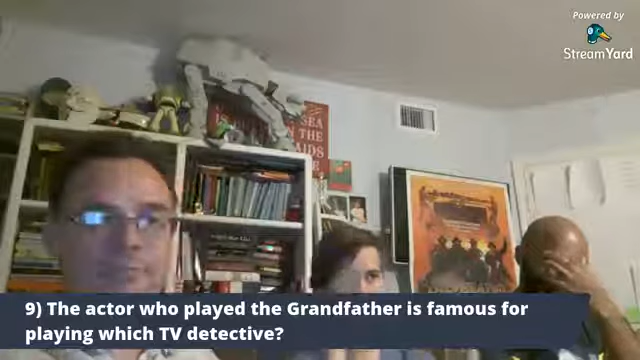 Powered by
StreamYard
SEA
IN THE
AIDS
9) The actor who played the Grandfather is famous for
playing which TV detective?